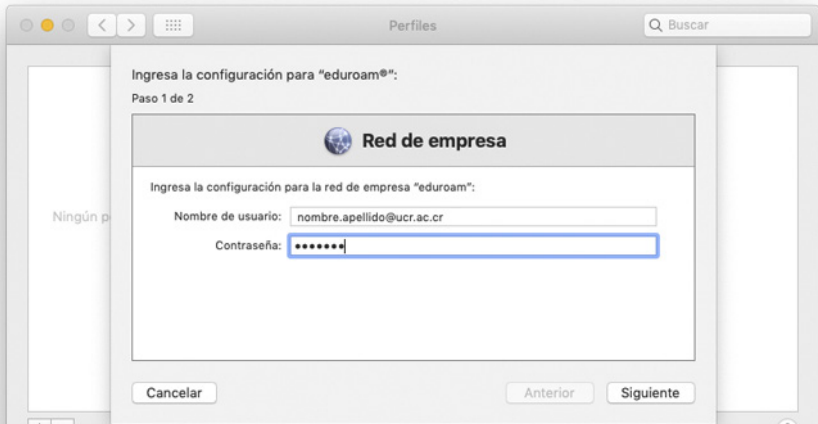 Perfiles
Buscar
Ingresa la configuración para “eduroam®”:
Paso 1 de 2
Red de empresa
Ingresa la configuración para la red de empresa “eduroam”:
Ningún p
Nombre de usuario: nombre.apellido@ucr.ac.cr
Contraseña: •••••••
Cancelar
Anterior
Siguiente